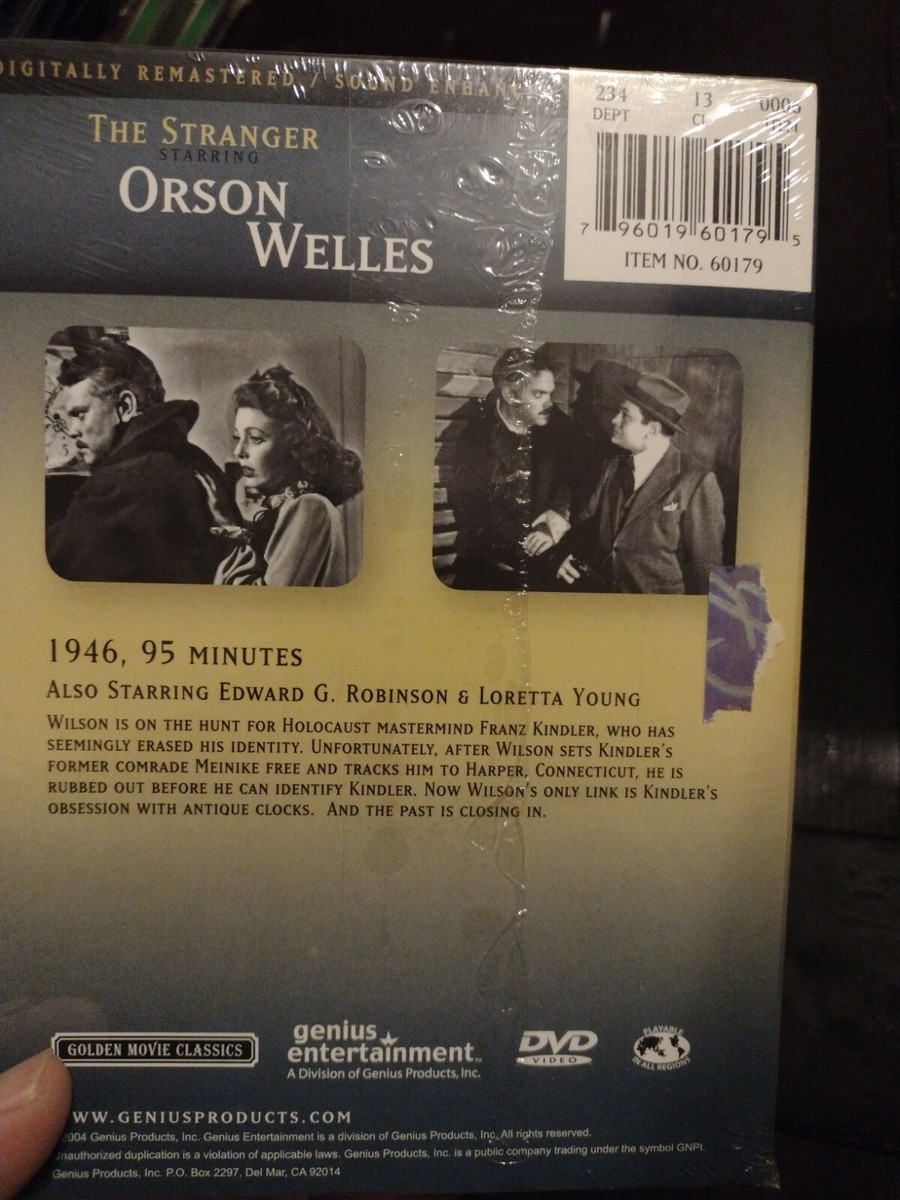 DIGITALLY REMASTERED / SOUND ENHANC
THE STRANGER
STARRING
ORSON
WELLES
234 13 0006
DEPT CL ITEM
7 96019 60179 5
ITEM NO. 60179
1946, 95 MINUTES
ALSO STARRING EDWARD G. ROBINSON & LORETTA YOUNG
WILSON IS ON THE HUNT FOR HOLOCAUST MASTERMIND FRANZ KINDLER, WHO HAS
SEEMINGLY ERASED HIS IDENTITY. UNFORTUNATELY, AFTER WILSON SETS KINDLER'S
FORMER COMRADE MEINIKE FREE AND TRACKS HIM TO HARPER, CONNECTICUT, HE IS
RUBBED OUT BEFORE HE CAN IDENTIFY KINDLER. NOW WILSON'S ONLY LINK IS KINDLER'S
OBSESSION WITH ANTIQUE CLOCKS. AND THE PAST IS CLOSING IN.
GOLDEN MOVIE CLASSICS
genius
entertainment™
A Division of Genius Products, Inc.
DVD
VIDEO
PLAYABLE
IN ALL REGIONS
WW.GENIUSPRODUCTS.COM
2004 Genius Products, Inc. Genius Entertainment is a division of Genius Products, Inc. All rights reserved.
Unauthorized duplication is a violation of applicable laws. Genius Products, Inc. is a public company trading under the symbol GNPI.
Genius Products, Inc. P.O. Box 2297, Del Mar, CA 92014